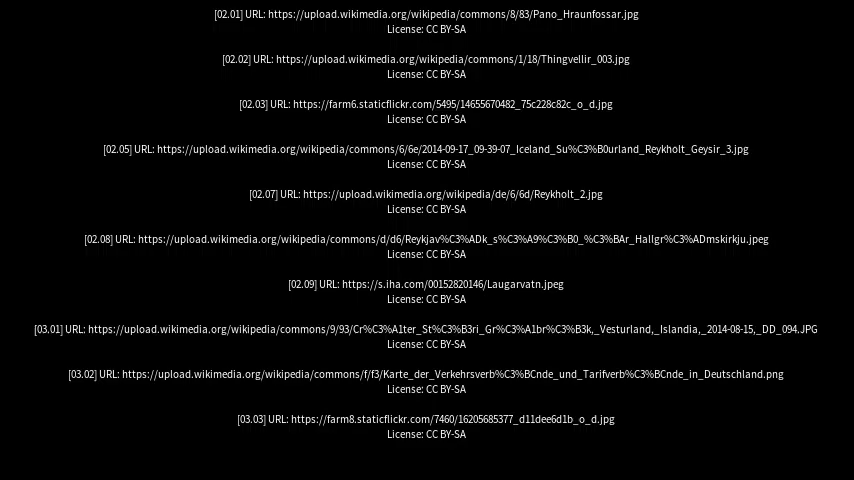 [02.01] URL: https://upload.wikimedia.org/wikipedia/commons/8/83/Pano_Hraunfossar.jpg
License: CC BY-SA
[02.02] URL: https://upload.wikimedia.org/wikipedia/commons/1/18/Thingvellir_003.jpg
License: CC BY-SA
[02.03] URL: https://farm6.staticflickr.com/5495/14655670482_75c228c82c_o_d.jpg
License: CC BY-SA
[02.05] URL: https://upload.wikimedia.org/wikipedia/commons/6/6e/2014-09-17_09-39-07_Iceland_Su%C3%B0urland_Reykholt_Geysir_3.jpg
License: CC BY-SA
[02.07] URL: https://upload.wikimedia.org/wikipedia/de/6/6d/Reykholt_2.jpg
License: CC BY-SA
[02.08] URL: https://upload.wikimedia.org/wikipedia/commons/d/d6/Reykjav%C3%ADk_s%C3%A9%C3%B0_%C3%BAr_Hallgr%C3%ADmskirkju.jpeg
License: CC BY-SA
[02.09] URL: https://s.iha.com/00152820146/Laugarvatn.jpeg
License: CC BY-SA
[03.01] URL: https://upload.wikimedia.org/wikipedia/commons/9/93/Cr%C3%A1ter_St%C3%B3ri_Gr%C3%A1br%C3%B3k,_Vesturland,_Islandia,_2014-08-15,_DD_094.JPG
License: CC BY-SA
[03.02] URL: https://upload.wikimedia.org/wikipedia/commons/f/f3/Karte_der_Verkehrsverb%C3%BCnde_und_Tarifverb%C3%BCnde_in_Deutschland.png
License: CC BY-SA
[03.03] URL: https://farm8.staticflickr.com/7460/16205685377_d11dee6d1b_o_d.jpg
License: CC BY-SA